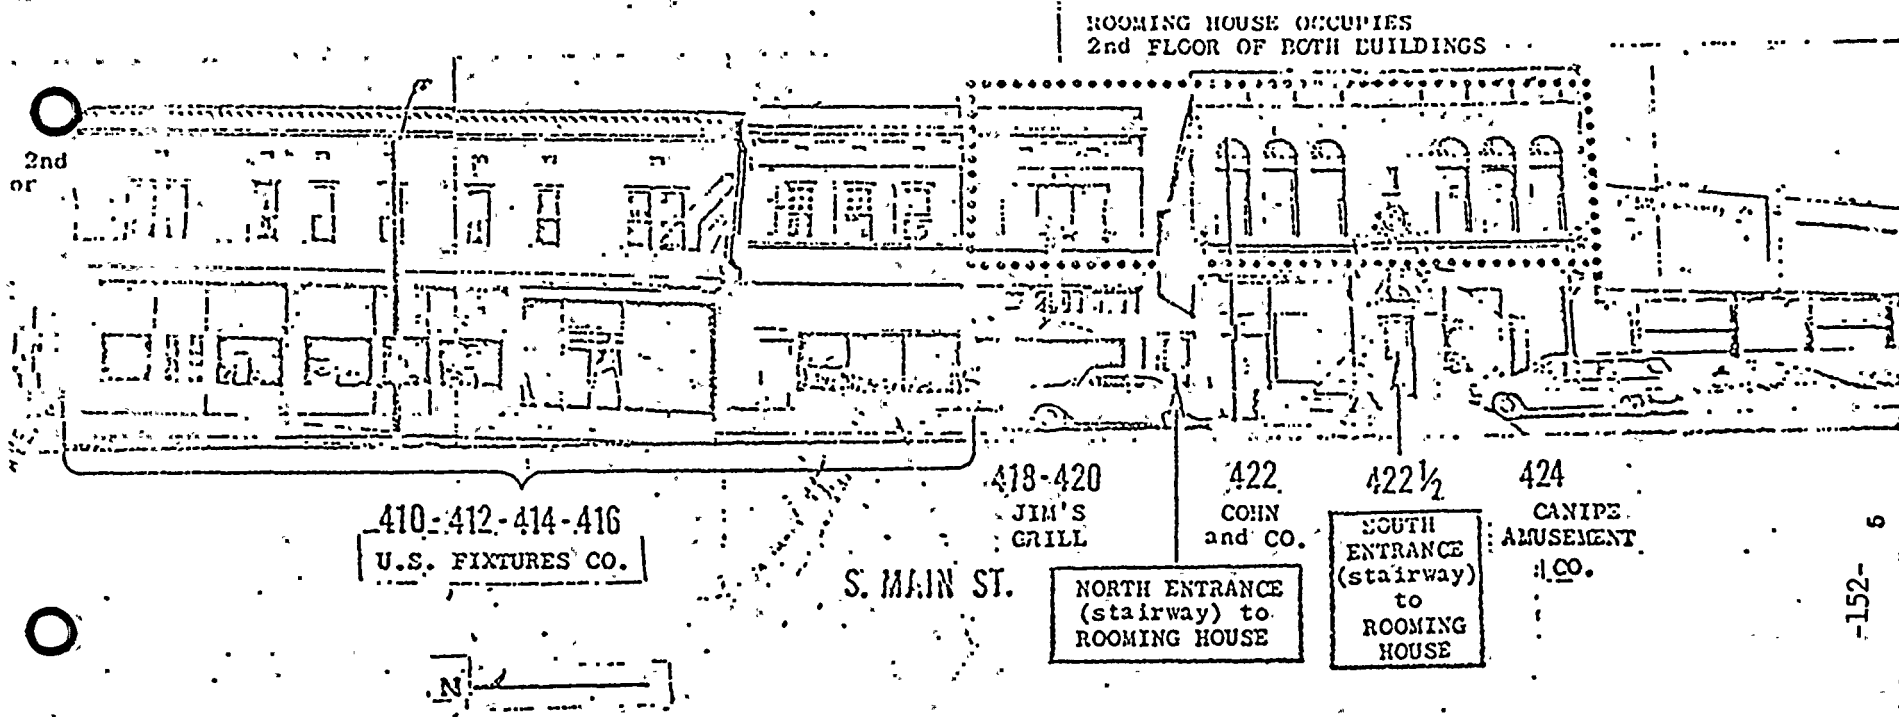 ROOMING HOUSE OCCUPIES
2nd FLOOR OF BOTH BUILDINGS
2nd
or
410-412-414-416
U.S. FIXTURES CO.
418-420
JIM'S
GRILL
422
COHN
and CO.
422½
424
CANIPE
AMUSEMENT
CO.
S. MAIN ST.
NORTH ENTRANCE
(stairway) to
ROOMING HOUSE
SOUTH
ENTRANCE
(stairway)
to
ROOMING
HOUSE
N
-152-
5